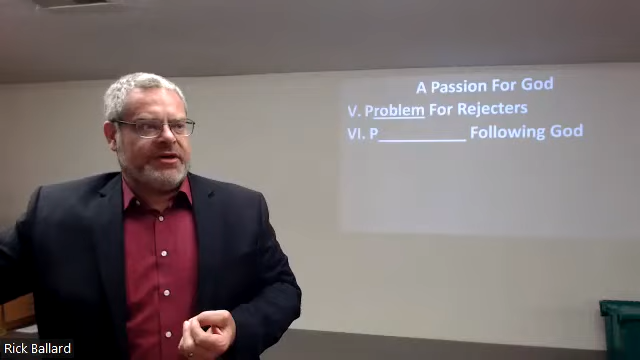 A Passion For God
V. Problem For Rejecters
VI. P__________ Following God
Rick Ballard